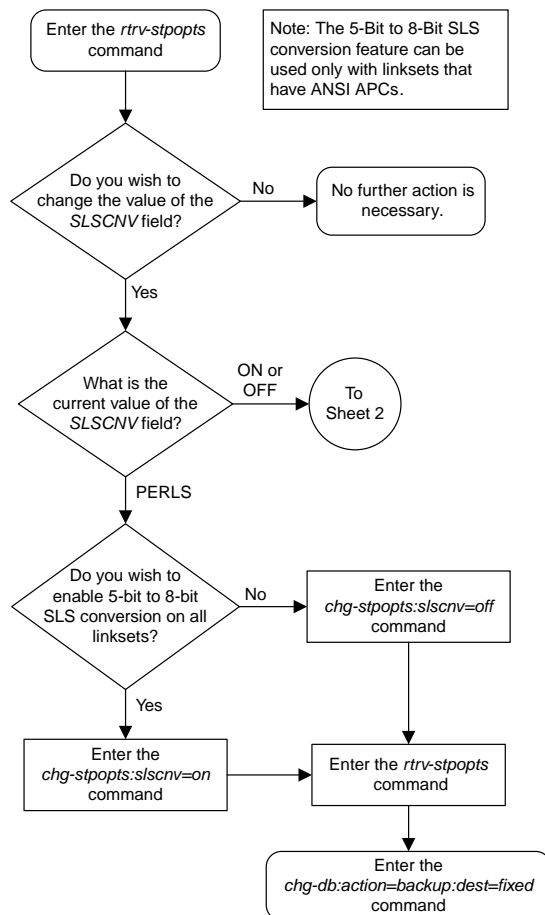 Enter the rtrv-stpopts
command
Note: The 5-Bit to 8-Bit SLS
conversion feature can be
used only with linksets that
have ANSI APCs.
Do you wish to
change the value of the
SLSCNV field?
No
No further action is
necessary.
Yes
What is the
current value of the
SLSCNV field?
ON or
OFF
To
Sheet 2
PERLS
Do you wish to
enable 5-bit to 8-bit
SLS conversion on all
linksets?
No
Enter the
chg-stpopts:slscnv=off
command
Yes
Enter the
chg-stpopts:slscnv=on
command
Enter the rtrv-stpopts
command
Enter the
chg-db:action=backup:dest=fixed
command